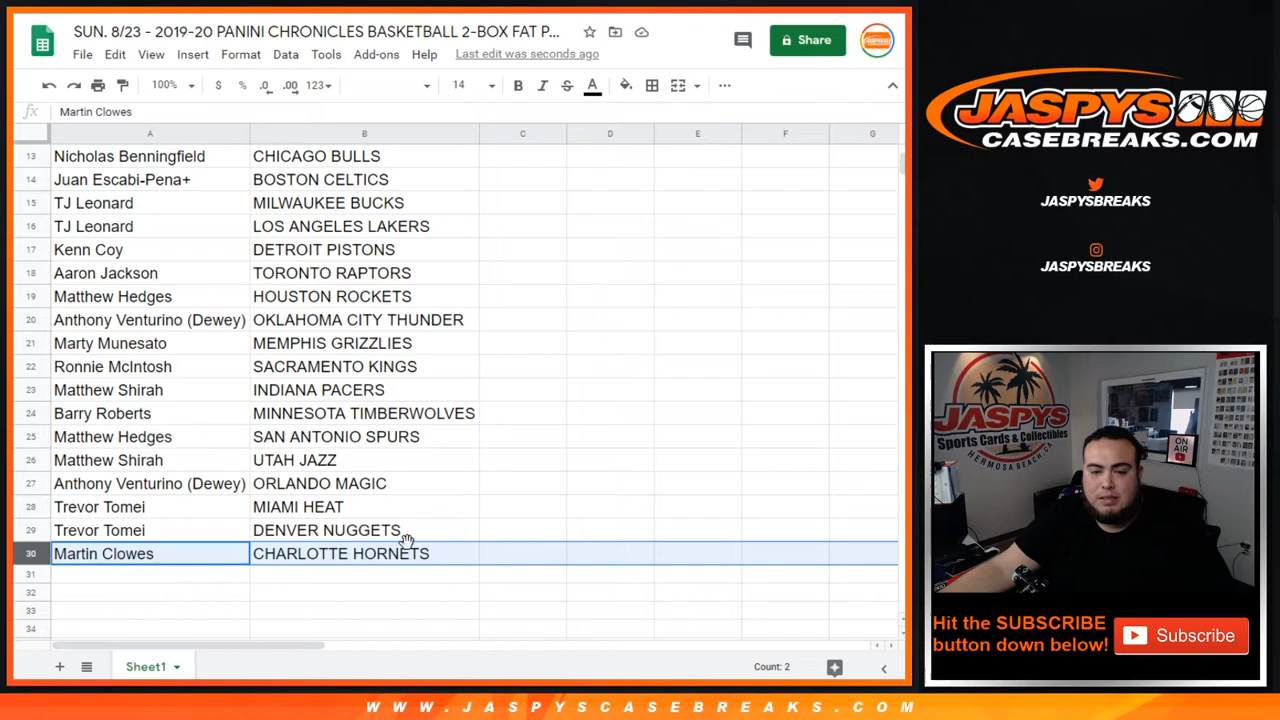 SUN. 8/23 - 2019-20 PANINI CHRONICLES BASKETBALL 2-BOX FAT P...
File Edit View Insert Format Data Tools Add-ons Help Last edit was seconds ago
Share
100% $ % .0 .00 123 14 B I S A
fx Martin Clowes
A B C D E F G
13 Nicholas Benningfield CHICAGO BULLS
14 Juan Escabi-Pena+ BOSTON CELTICS
15 TJ Leonard MILWAUKEE BUCKS
16 TJ Leonard LOS ANGELES LAKERS
17 Kenn Coy DETROIT PISTONS
18 Aaron Jackson TORONTO RAPTORS
19 Matthew Hedges HOUSTON ROCKETS
20 Anthony Venturino (Dewey) OKLAHOMA CITY THUNDER
21 Marty Munesato MEMPHIS GRIZZLIES
22 Ronnie McIntosh SACRAMENTO KINGS
23 Matthew Shirah INDIANA PACERS
24 Barry Roberts MINNESOTA TIMBERWOLVES
25 Matthew Hedges SAN ANTONIO SPURS
26 Matthew Shirah UTAH JAZZ
27 Anthony Venturino (Dewey) ORLANDO MAGIC
28 Trevor Tomei MIAMI HEAT
29 Trevor Tomei DENVER NUGGETS
30 Martin Clowes CHARLOTTE HORNETS
31
32
33
34
Sheet1 Count: 2
JASPYS
CASEBREAKS.COM
JASPYSBREAKS
JASPYSBREAKS
JASPYS
Sports Cards & Collectibles
HERMOSA BEACH, CA
ON AIR
Hit the SUBSCRIBE
button down below!
Subscribe
WWW.JASPYSCASEBREAKS.COM